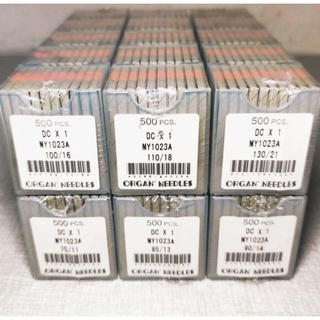 500 PCS.
DC X 1
MY1023A
100/16
ORGAN NEEDLES
500 PCS.
DC X 1
MY1023A
110/18
ORGAN NEEDLES
500 PCS.
DC X 1
MY1023A
130/21
ORGAN NEEDLES
500 PCS.
DC X 1
MY1023A
75/11
ORGAN NEEDLES
500 PCS.
DC X 1
MY1023A
85/13
ORGAN NEEDLES
500 PCS.
DC X 1
MY1023A
90/14
ORGAN NEEDLES